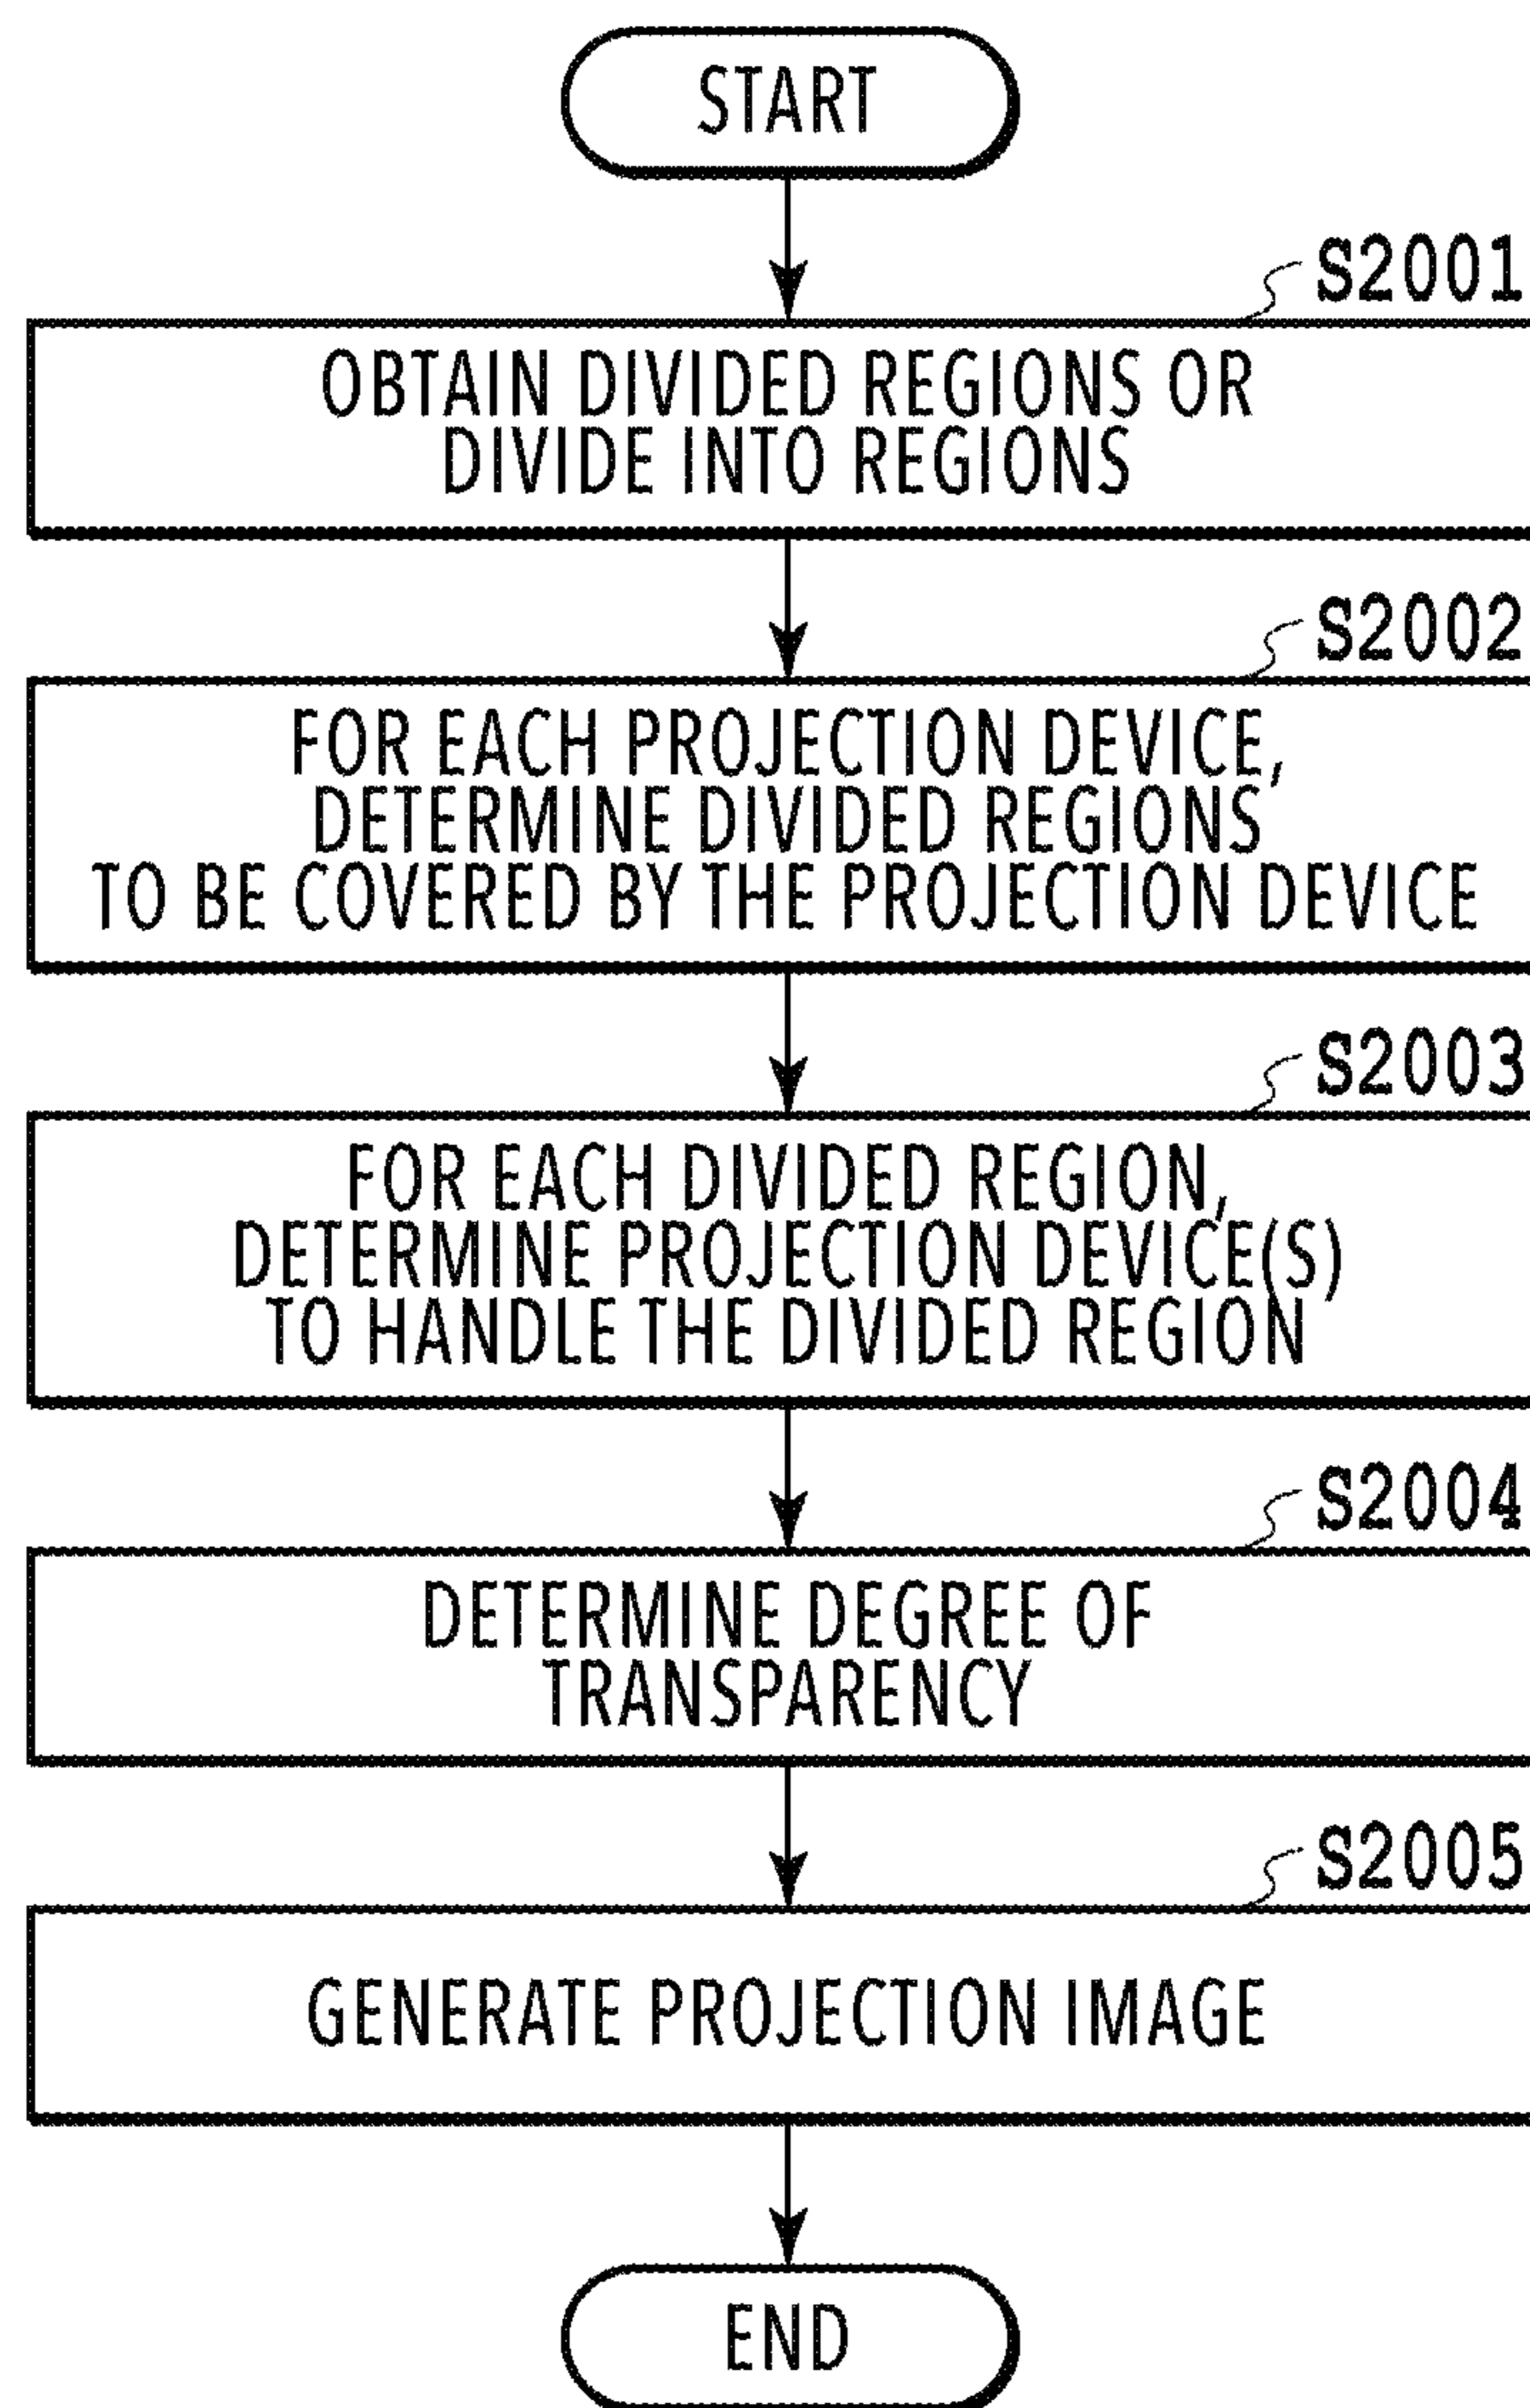 START
S2001
OBTAIN DIVIDED REGIONS OR
DIVIDE INTO REGIONS
S2002
FOR EACH PROJECTION DEVICE,
DETERMINE DIVIDED REGIONS
TO BE COVERED BY THE PROJECTION DEVICE
S2003
FOR EACH DIVIDED REGION,
DETERMINE PROJECTION DEVICE(S)
TO HANDLE THE DIVIDED REGION
S2004
DETERMINE DEGREE OF
TRANSPARENCY
S2005
GENERATE PROJECTION IMAGE
END